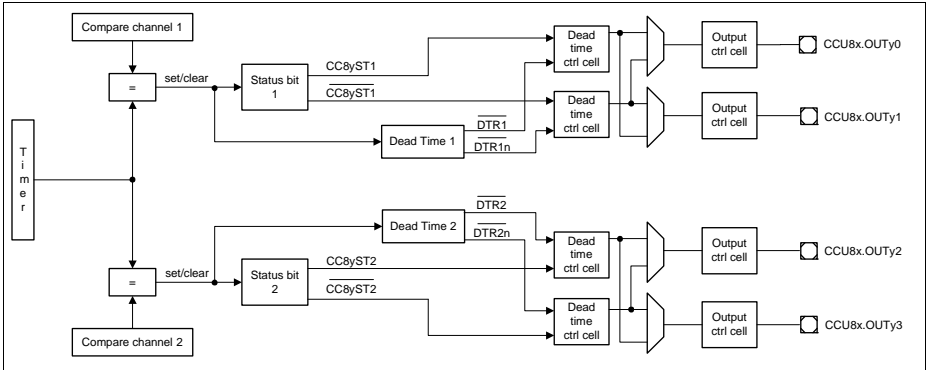 Compare channel 1
=
set/clear
Status bit
1
CC8yST1
CC8yST1
Dead Time 1
DTR1
DTR1n
Dead
time
ctrl cell
Dead
time
ctrl cell
Output
ctrl cell
CCU8x.OUTy0
Output
ctrl cell
CCU8x.OUTy1
T
i
m
e
r
Dead Time 2
DTR2
DTR2n
=
set/clear
Status bit
2
CC8yST2
CC8yST2
Dead
time
ctrl cell
Dead
time
ctrl cell
Output
ctrl cell
CCU8x.OUTy2
Output
ctrl cell
CCU8x.OUTy3
Compare channel 2